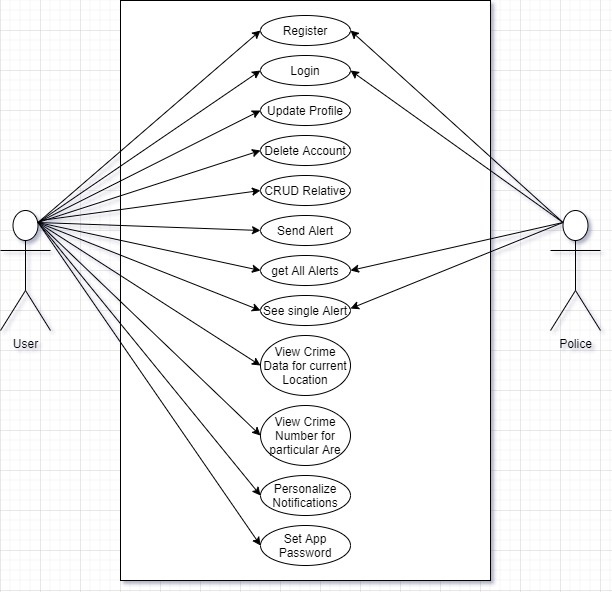 Register
Login
Update Profile
Delete Account
CRUD Relative
Send Alert
get All Alerts
See single Alert
User
Police
View Crime
Data for current
Location
View Crime
Number for
particular Are
Personalize
Notifications
Set App
Password